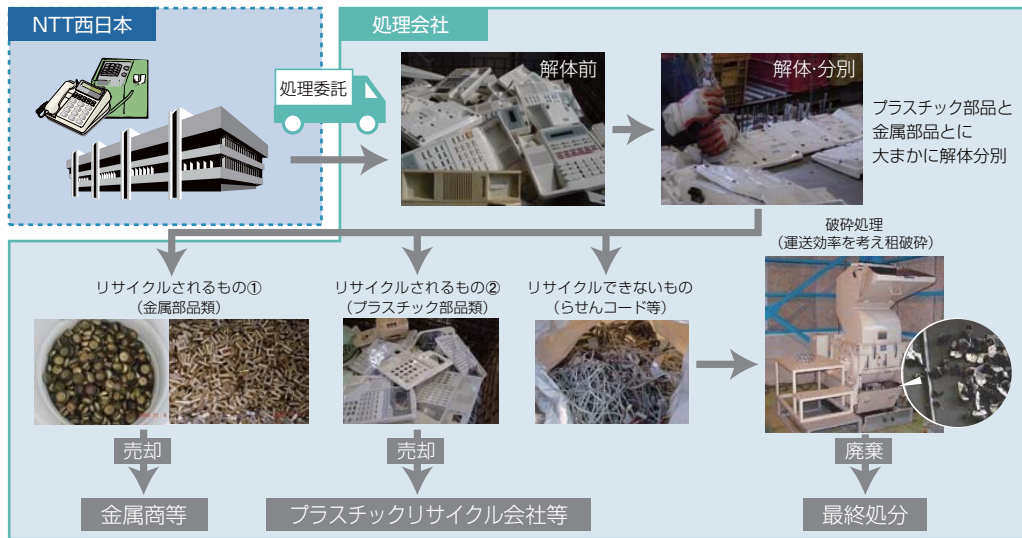 NTT西日本
処理会社
処理委託
解体前
解体・分別
プラスチック部品と
金属部品とに
大まかに解体分別
破砕処理
（運送効率を考え粗破砕）
リサイクルされるもの①
（金属部品類）
リサイクルされるもの②
（プラスチック部品類）
リサイクルできないもの
（らせんコード等）
売却
売却
廃棄
金属商等
プラスチックリサイクル会社等
最終処分